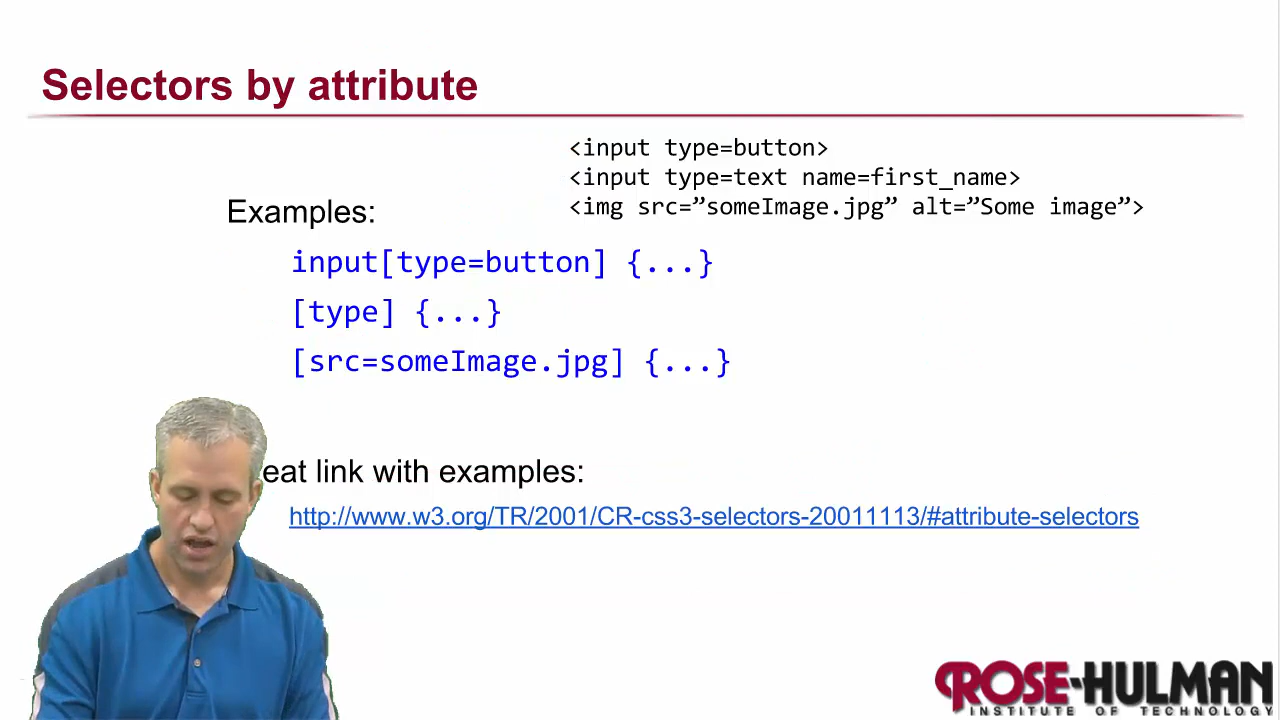 Selectors by attribute
<input type=button>
<input type=text name=first_name>
<img src=”someImage.jpg” alt=”Some image”>
Examples:
input[type=button] {...}
[type] {...}
[src=someImage.jpg] {...}
eat link with examples:
http://www.w3.org/TR/2001/CR-css3-selectors-20011113/#attribute-selectors
ROSE-HULMAN
INSTITUTE OF TECHNOLOGY